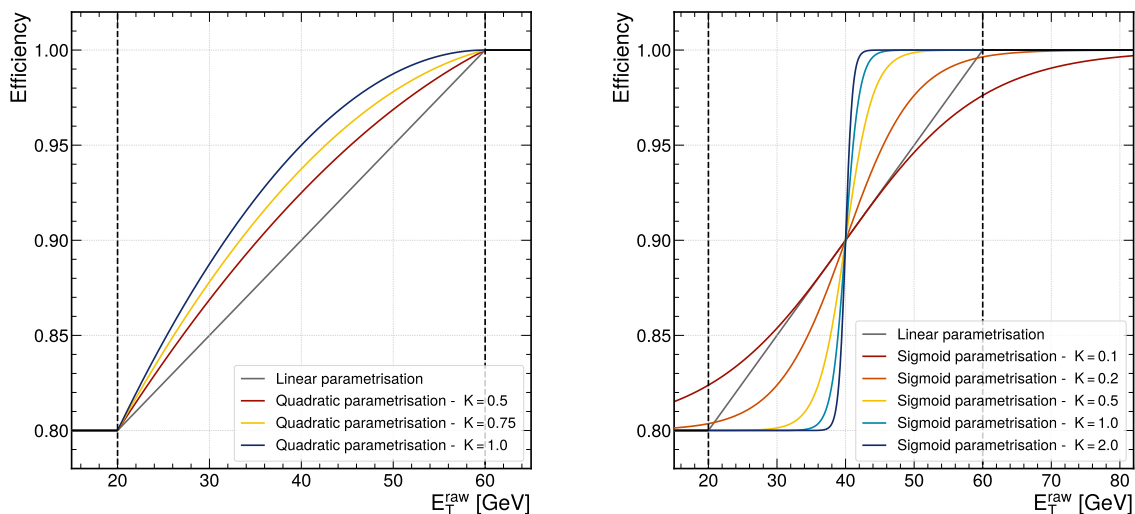 Efficiency
1.00
0.95
0.90
0.85
0.80
Linear parametrisation
Quadratic parametrisation - K = 0.5
Quadratic parametrisation - K = 0.75
Quadratic parametrisation - K = 1.0
20 30 40 50 60
E_T^raw [GeV]
Efficiency
1.00
0.95
0.90
0.85
0.80
Linear parametrisation
Sigmoid parametrisation - K = 0.1
Sigmoid parametrisation - K = 0.2
Sigmoid parametrisation - K = 0.5
Sigmoid parametrisation - K = 1.0
Sigmoid parametrisation - K = 2.0
20 30 40 50 60 70 80
E_T^raw [GeV]